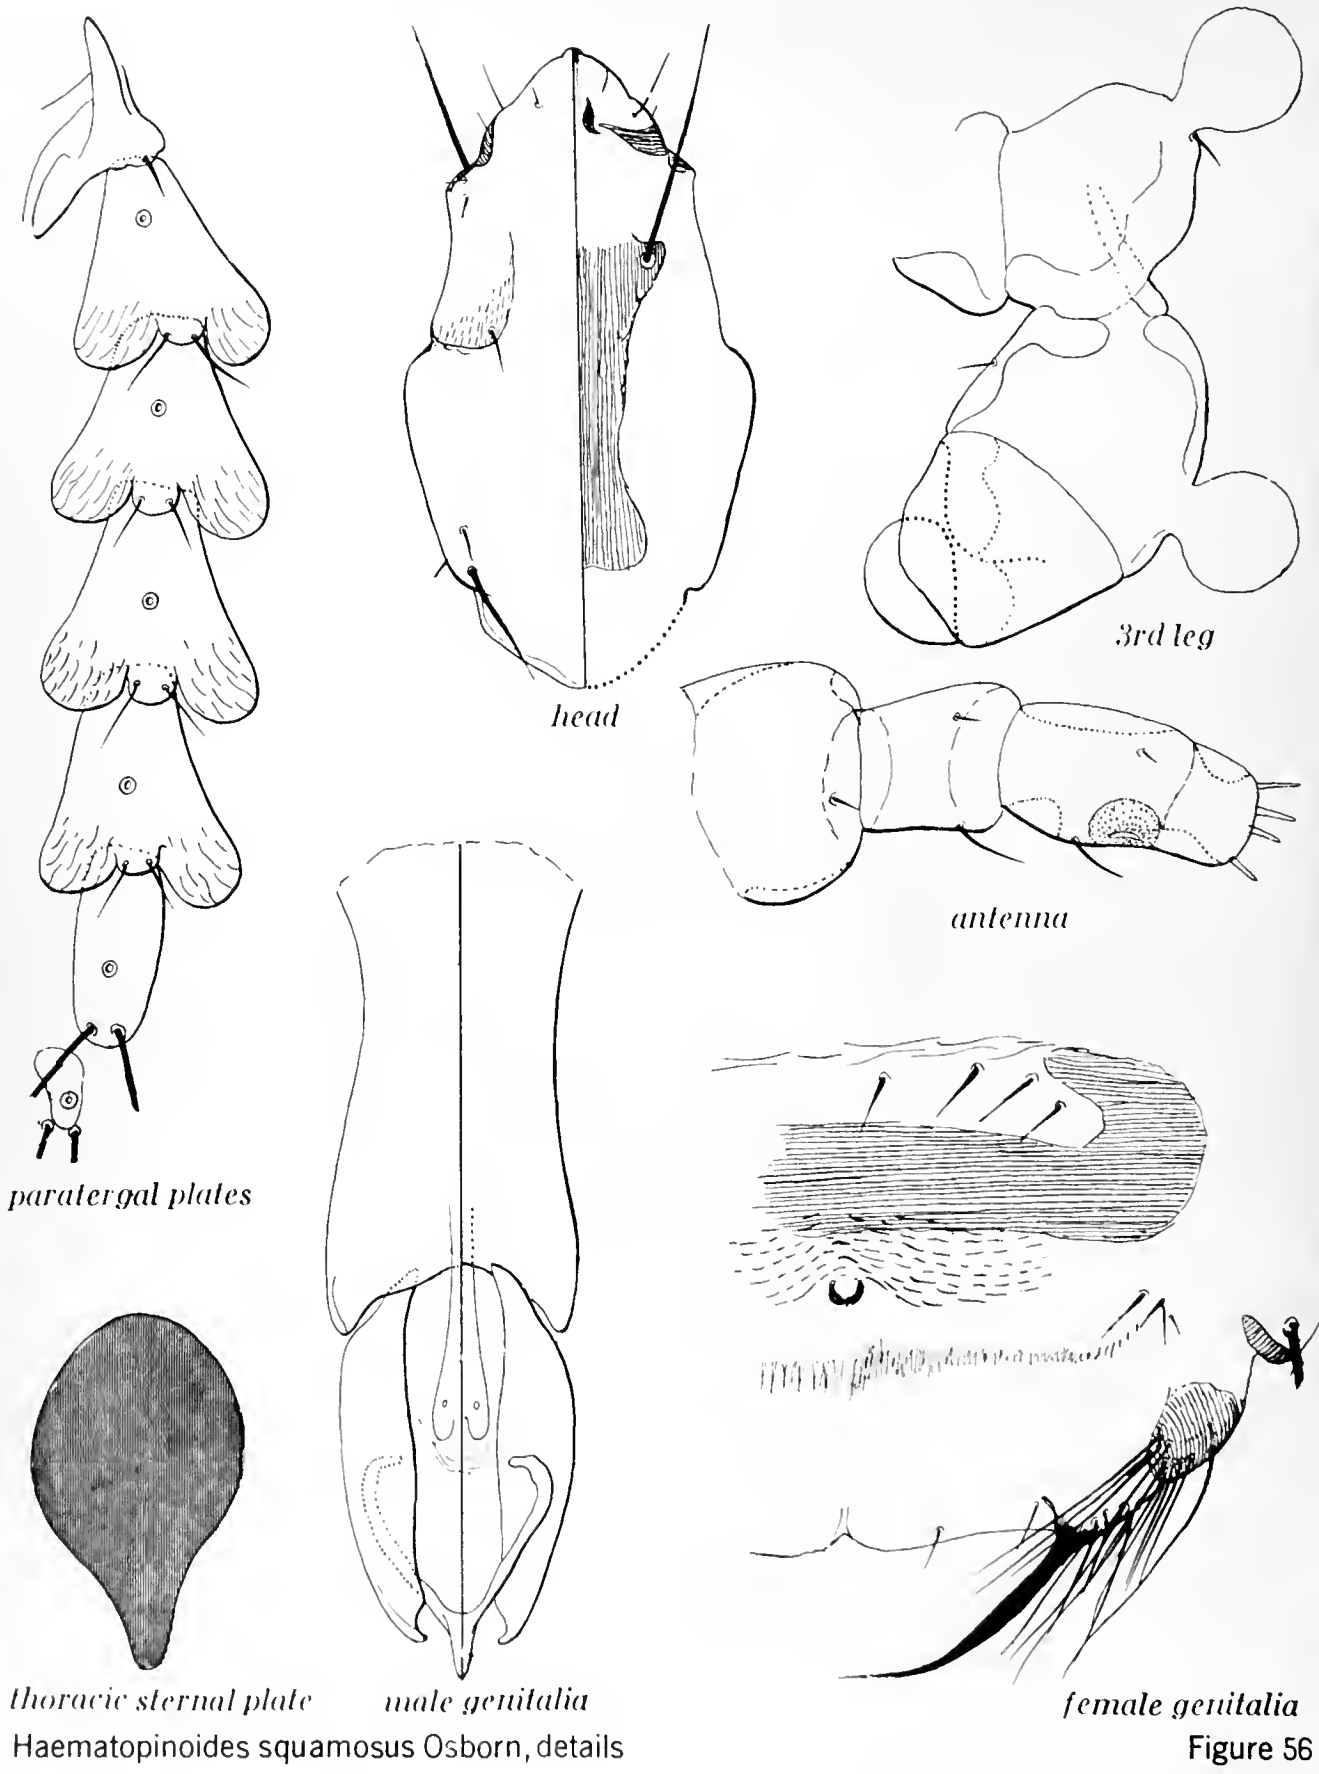 3rd leg
head
antenna
paratergal plates
thoracic sternal plate
male genitalia
female genitalia
Haematopinoides squamosus Osborn, details
Figure 56